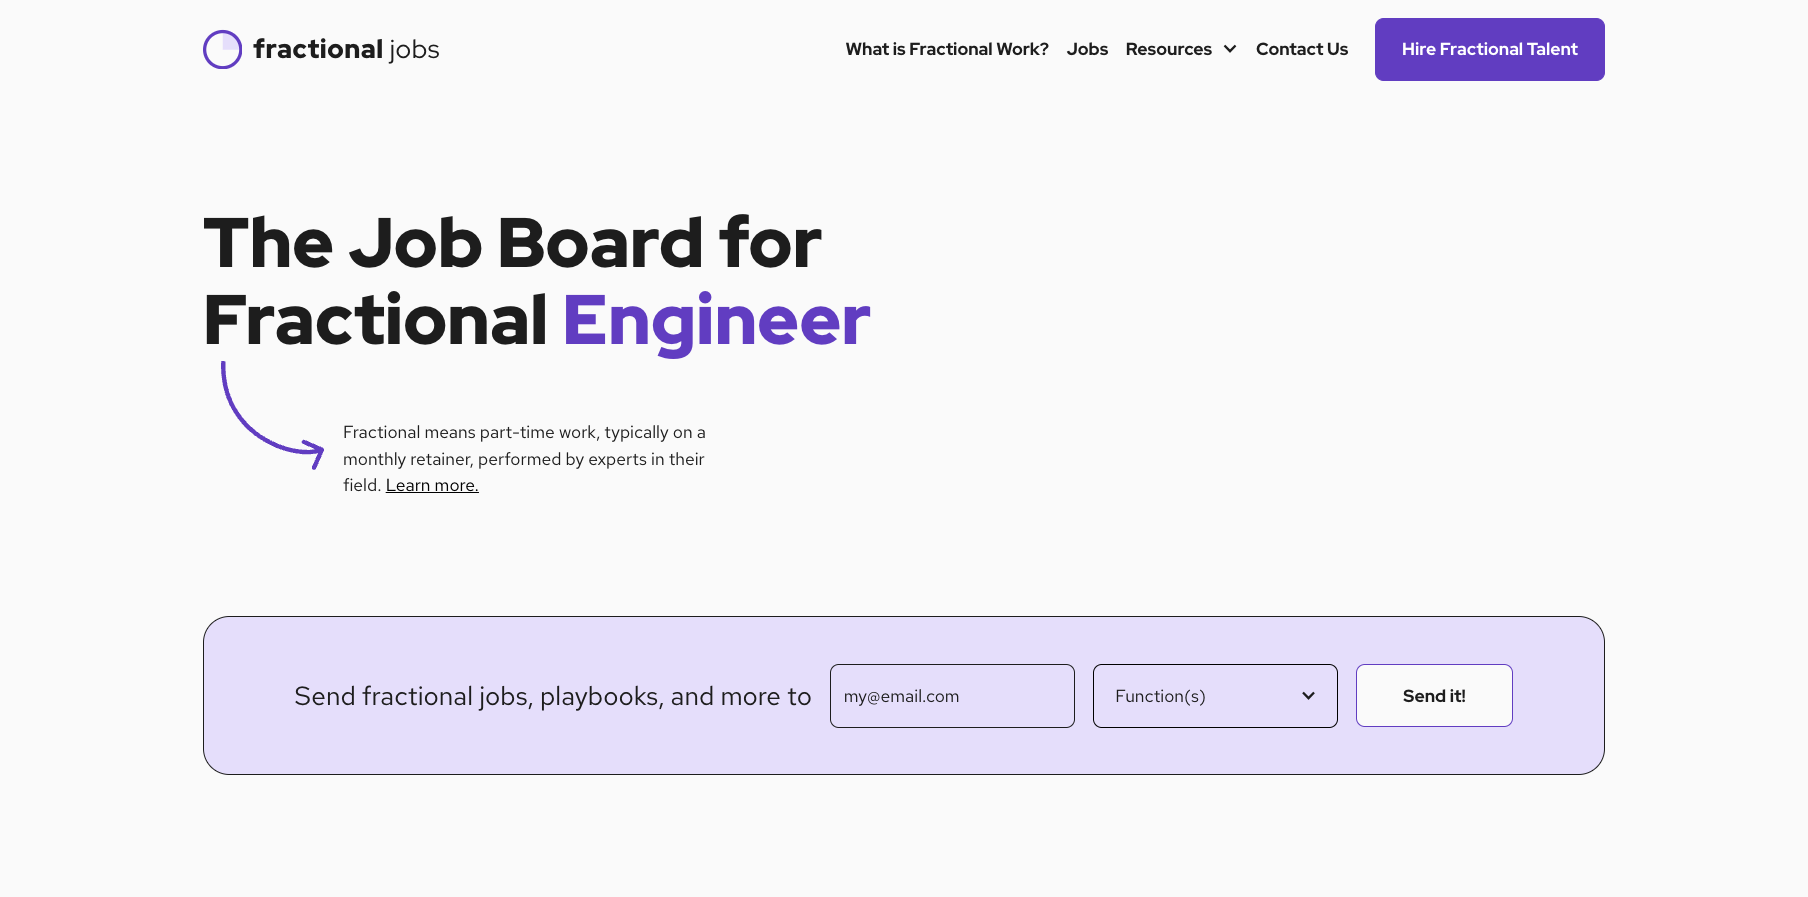 fractional jobs
What is Fractional Work?
Jobs
Resources
Contact Us
Hire Fractional Talent
The Job Board for
Fractional Engineer
Fractional means part-time work, typically on a
monthly retainer, performed by experts in their
field. Learn more.
Send fractional jobs, playbooks, and more to
my@email.com
Function(s)
Send it!